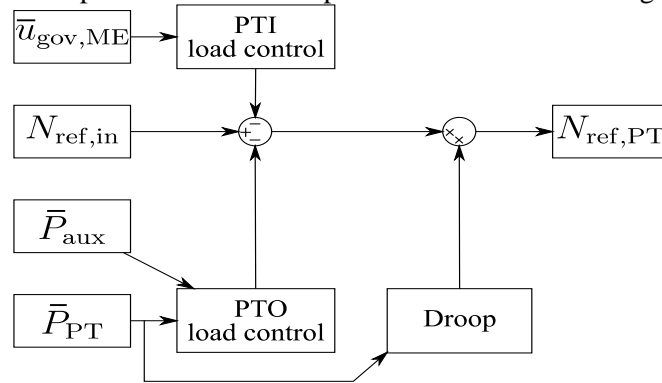 ū_gov,ME
PTI
load control
N_ref,in
+ − −
× ×
N_ref,PT
P̄_aux
P̄_PT
PTO
load control
Droop